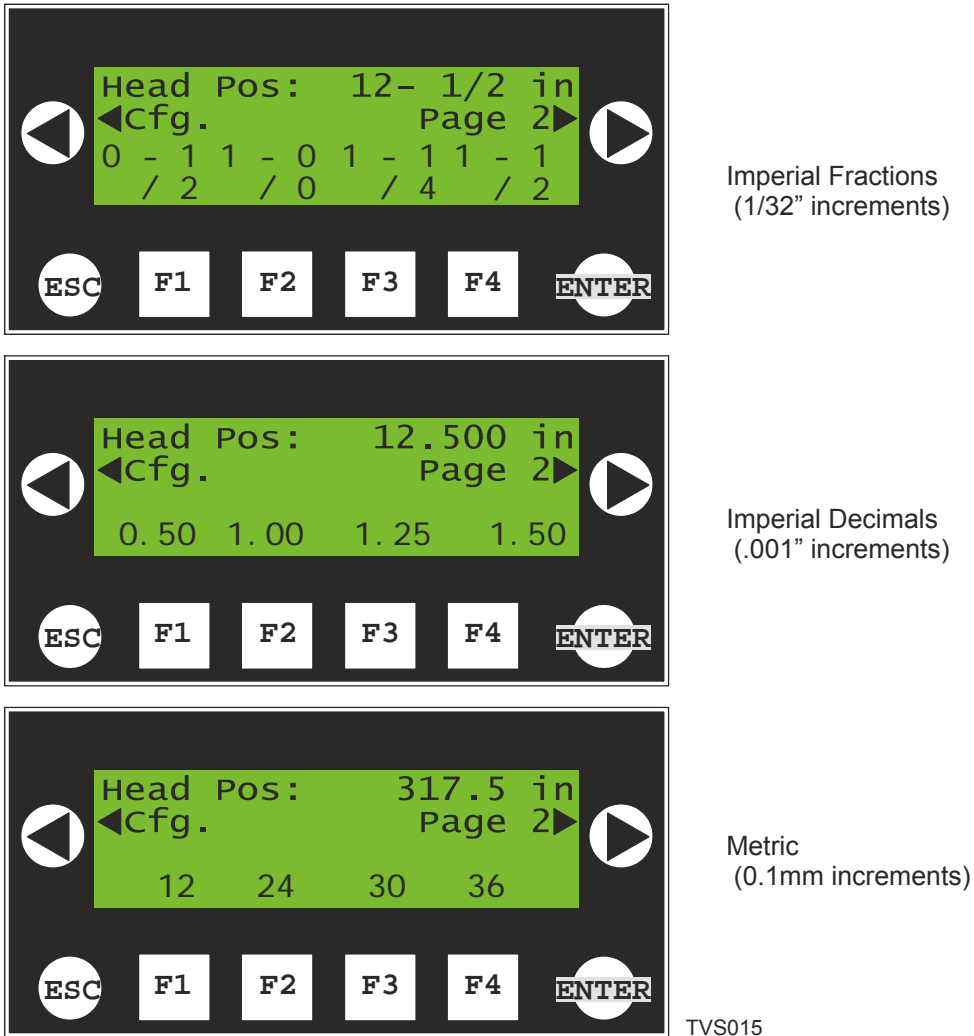 Head Pos: 12- 1/2 in
◀Cfg. Page 2▶
0 - 1 1 - 0 1 - 1 1 - 1
/ 2 / 0 / 4 / 2
ESC F1 F2 F3 F4 ENTER
Imperial Fractions
(1/32” increments)
Head Pos: 12.500 in
◀Cfg. Page 2▶
0.50 1.00 1.25 1.50
ESC F1 F2 F3 F4 ENTER
Imperial Decimals
(.001” increments)
Head Pos: 317.5 in
◀Cfg. Page 2▶
12 24 30 36
ESC F1 F2 F3 F4 ENTER
Metric
(0.1mm increments)
TVS015